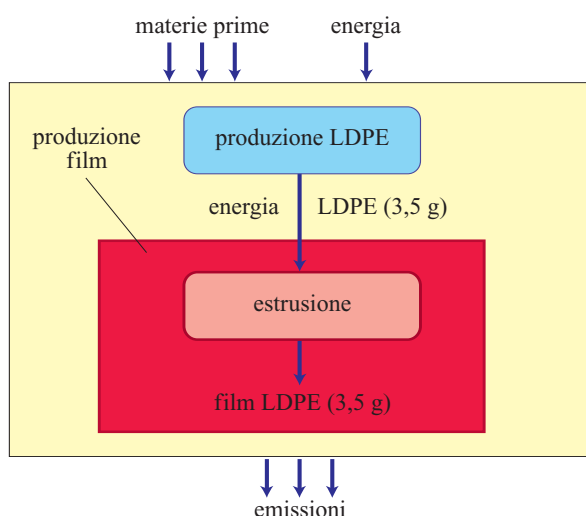 materie prime energia
produzione LDPE
produzione
film
energia LDPE (3,5 g)
estrusione
film LDPE (3,5 g)
emissioni